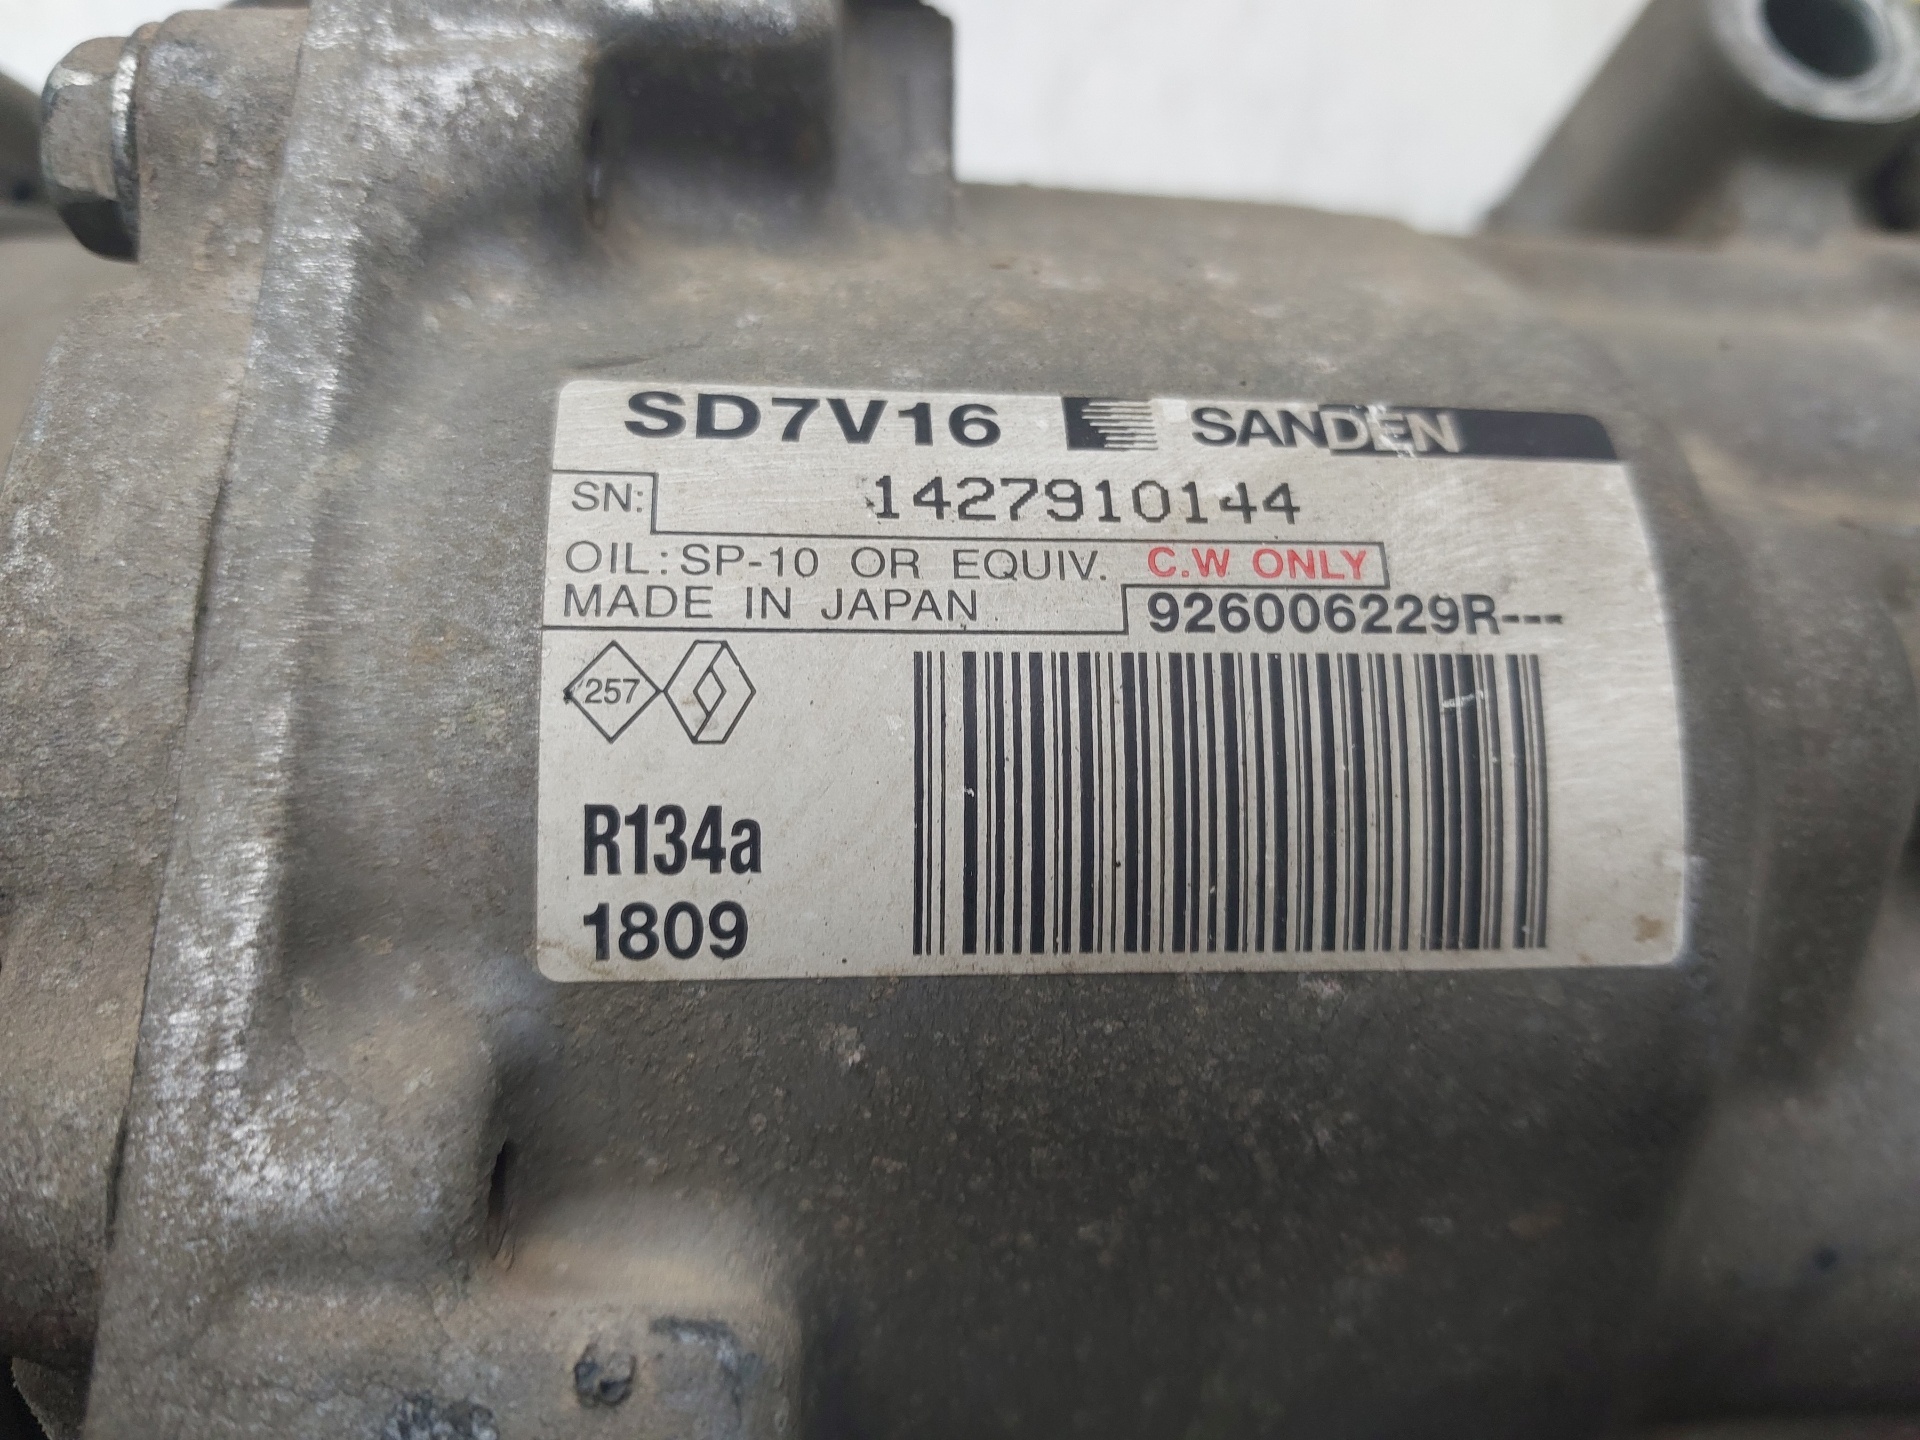 SD7V16 SANDEN
SN: 1427910144
OIL:SP-10 OR EQUIV. C.W ONLY
MADE IN JAPAN 926006229R---
257
R134a
1809